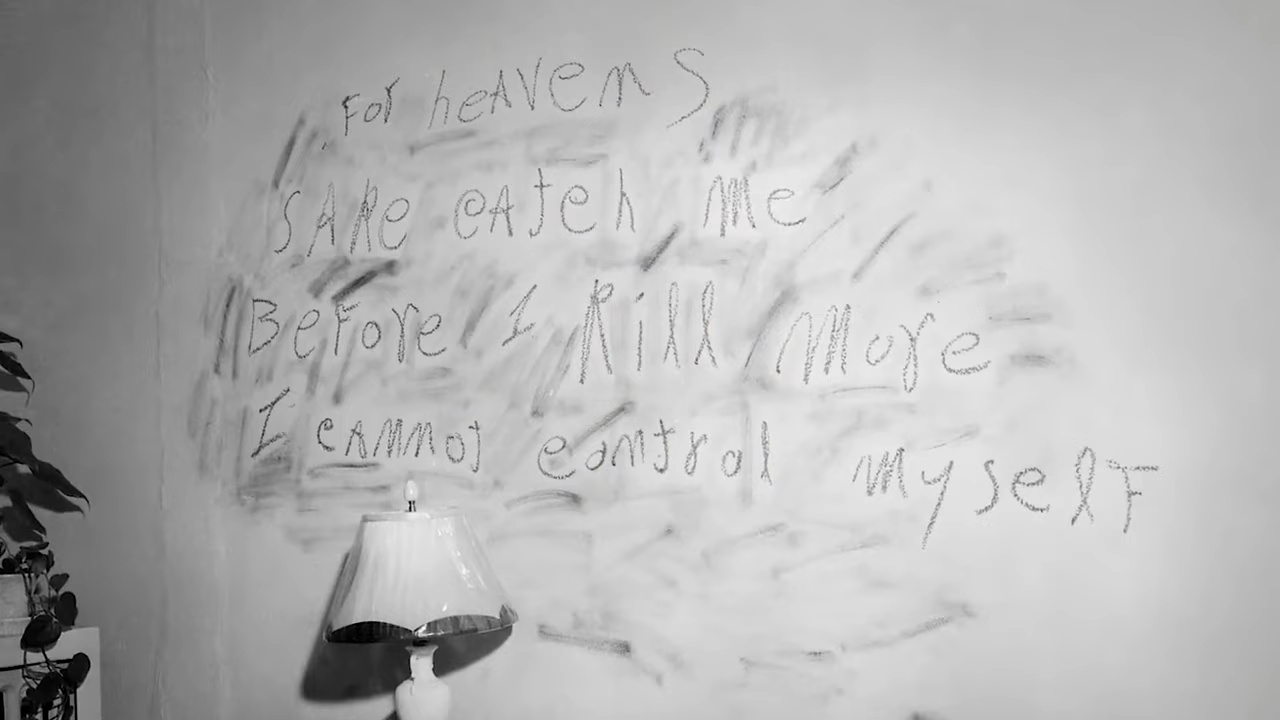 For heAVens
SAKe cATch Me
BeFore I Kill More
I cAnnoT control MyselF